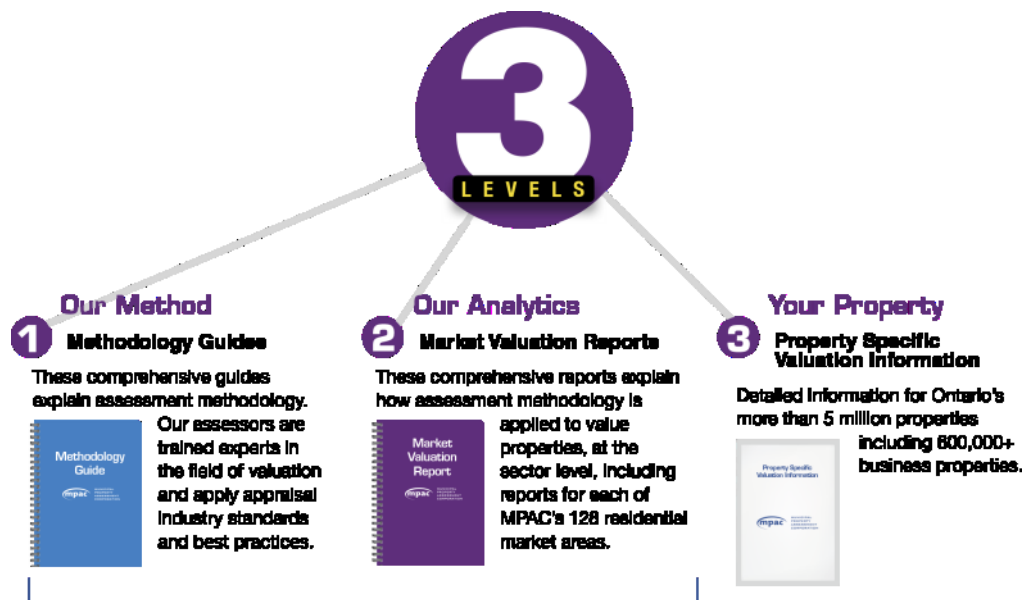 3
LEVELS
Our Method
1
Methodology Guides
These comprehensive guides
explain assessment methodology.
Our assessors are
trained experts in
the field of valuation
and apply appraisal
industry standards
and best practices.
Methodology
Guide
mpac
Our Analytics
2
Market Valuation Reports
These comprehensive reports explain
how assessment methodology is
applied to value
properties, at the
sector level, including
reports for each of
MPAC's 128 residential
market areas.
Market
Valuation
Report
mpac
Your Property
3
Property Specific
Valuation Information
Detailed information for Ontario's
more than 5 million properties
including 600,000+
business properties.
Property Specific
Valuation Information
mpac